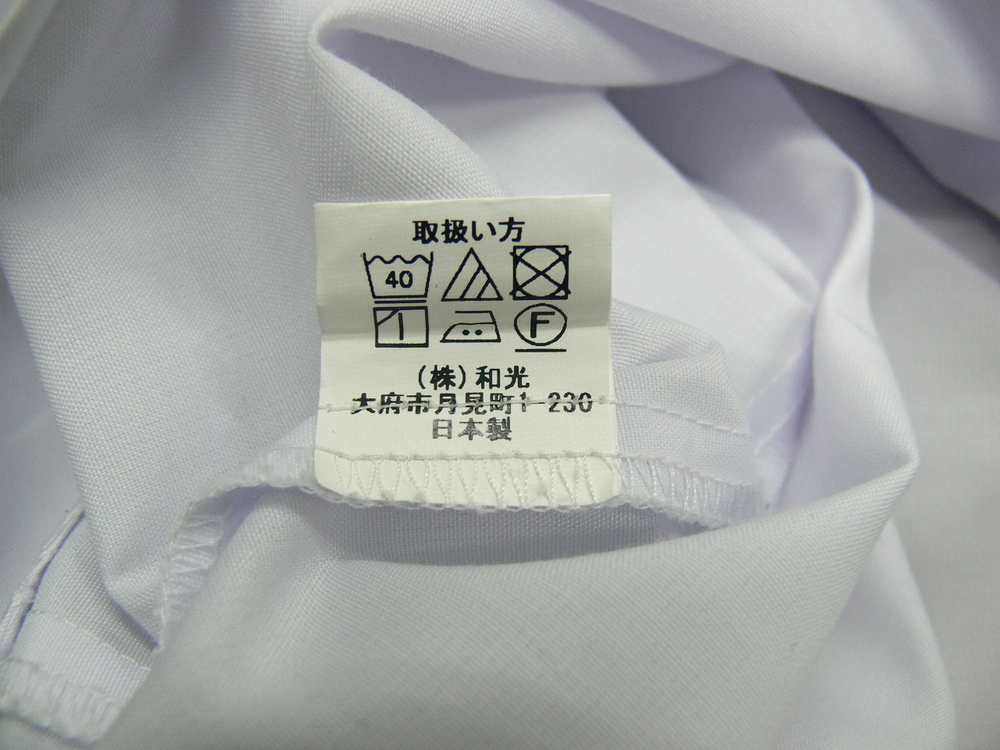 取扱い方
40
F
(株)和光
大府市月見町1-230
日本製